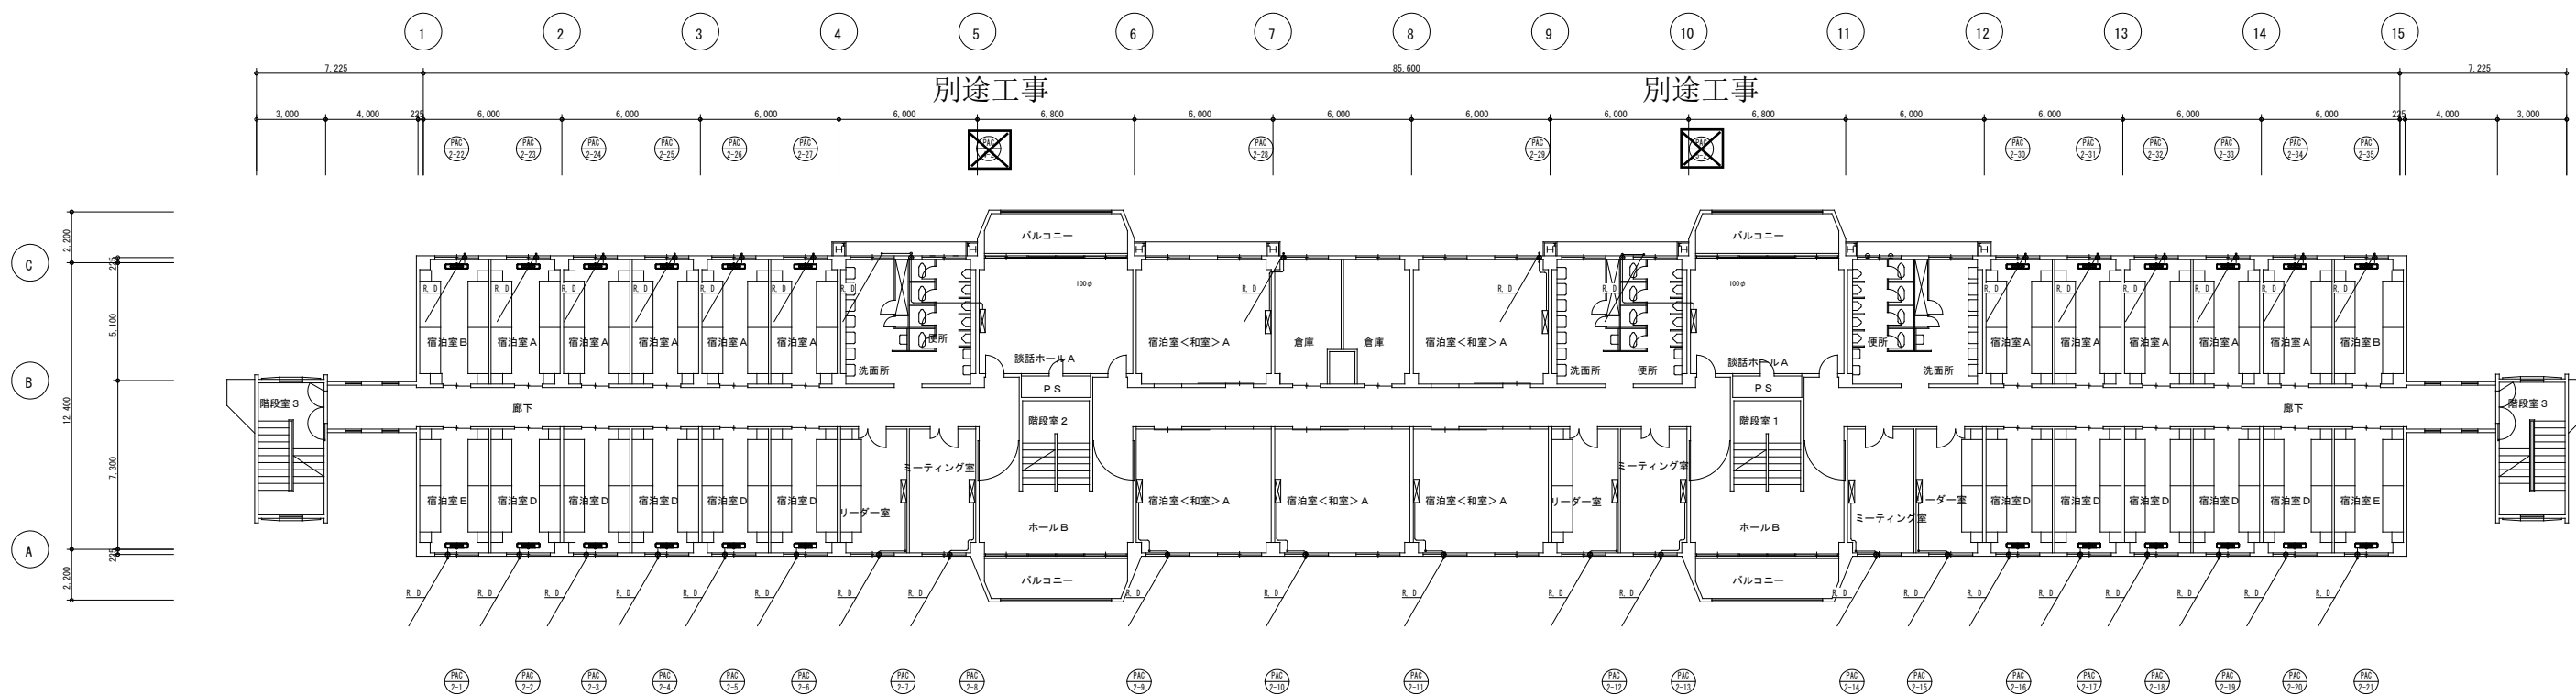 1 2 3 4 5 6 7 8 9 10 11 12 13 14 15
7,225 85,600 7,225
別途工事 別途工事
3,000 4,000 225 6,000 6,000 6,000 6,000 6,800 6,000 6,000 6,000 6,000 6,800 6,000 6,000 6,000 6,000 225 4,000 3,000
PAC 2-22 PAC 2-23 PAC 2-24 PAC 2-25 PAC 2-26 PAC 2-27 PAC PAC 2-28 PAC 2-29 PAC PAC 2-30 PAC 2-31 PAC 2-32 PAC 2-33 PAC 2-34 PAC 2-35
2,200
バルコニー バルコニー
C
225
100φ 100φ
R.D R.D R.D R.D R.D R.D R.D R.D R.D R.D R.D R.D R.D R.D R.D R.D
5,100
宿泊室B 宿泊室A 宿泊室A 宿泊室A 宿泊室A 宿泊室A 便所 宿泊室<和室>A 倉庫 倉庫 宿泊室<和室>A 便所 宿泊室A 宿泊室A 宿泊室A 宿泊室A 宿泊室A 宿泊室B
談話ホールA 談話ホールA
洗面所 洗面所 便所 洗面所
B
PS PS
階段室3 廊下 廊下 階段室3
12,400
階段室2 階段室1
7,300
ミーティング室 ミーティング室
宿泊室E 宿泊室D 宿泊室D 宿泊室D 宿泊室D 宿泊室D 宿泊室<和室>A 宿泊室<和室>A 宿泊室<和室>A リーダー室 リーダー室 宿泊室D 宿泊室D 宿泊室D 宿泊室D 宿泊室D 宿泊室E
リーダー室 ミーティング室
ホールB ホールB
A
225
バルコニー バルコニー
2,200
R.D R.D R.D R.D R.D R.D R.D R.D R.D R.D R.D R.D R.D R.D R.D R.D R.D R.D R.D R.D R.D
PAC 2-1 PAC 2-2 PAC 2-3 PAC 2-4 PAC 2-5 PAC 2-6 PAC 2-7 PAC 2-8 PAC 2-9 PAC 2-10 PAC 2-11 PAC 2-12 PAC 2-13 PAC 2-14 PAC 2-15 PAC 2-16 PAC 2-17 PAC 2-18 PAC 2-19 PAC 2-20 PAC 2-21